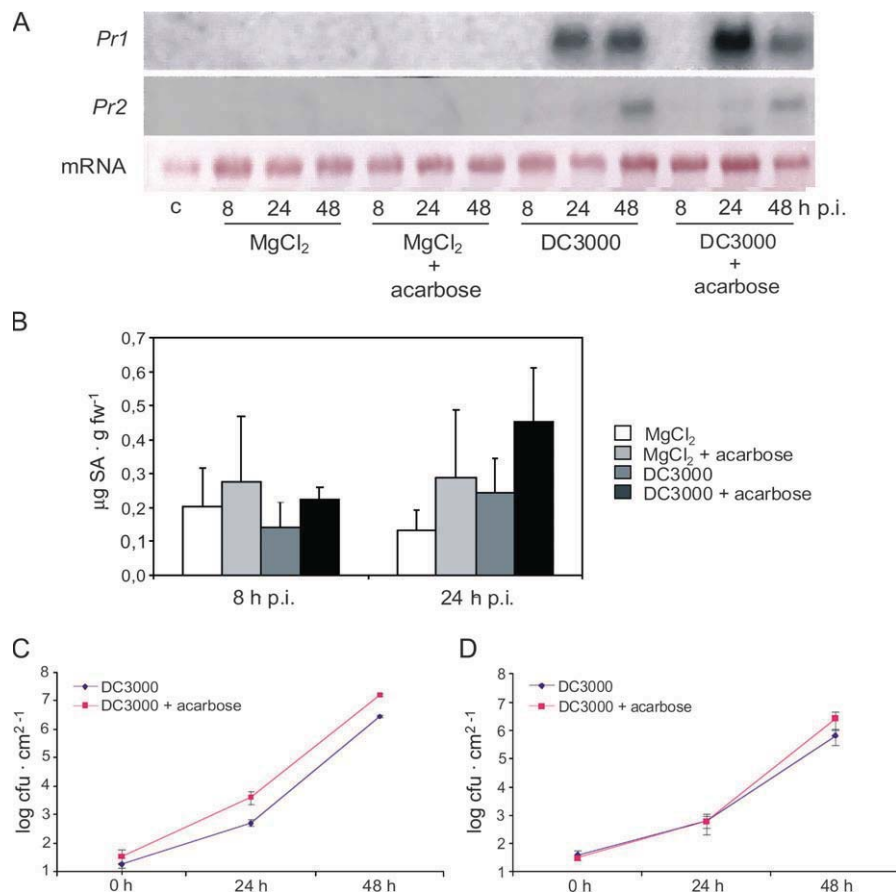 A
Pr1
Pr2
mRNA
c 8 24 48 8 24 48 8 24 48 8 24 48 h p.i.
MgCl₂ MgCl₂ + acarbose DC3000 DC3000 + acarbose
B
µg SA · g fw⁻¹
0,7
0,6
0,5
0,4
0,3
0,2
0,1
0,0
8 h p.i. 24 h p.i.
MgCl₂
MgCl₂ + acarbose
DC3000
DC3000 + acarbose
C
log cfu · cm² ⁻¹
8
7
6
5
4
3
2
1
DC3000
DC3000 + acarbose
0 h 24 h 48 h
D
log cfu · cm² ⁻¹
8
7
6
5
4
3
2
1
DC3000
DC3000 + acarbose
0 h 24 h 48 h